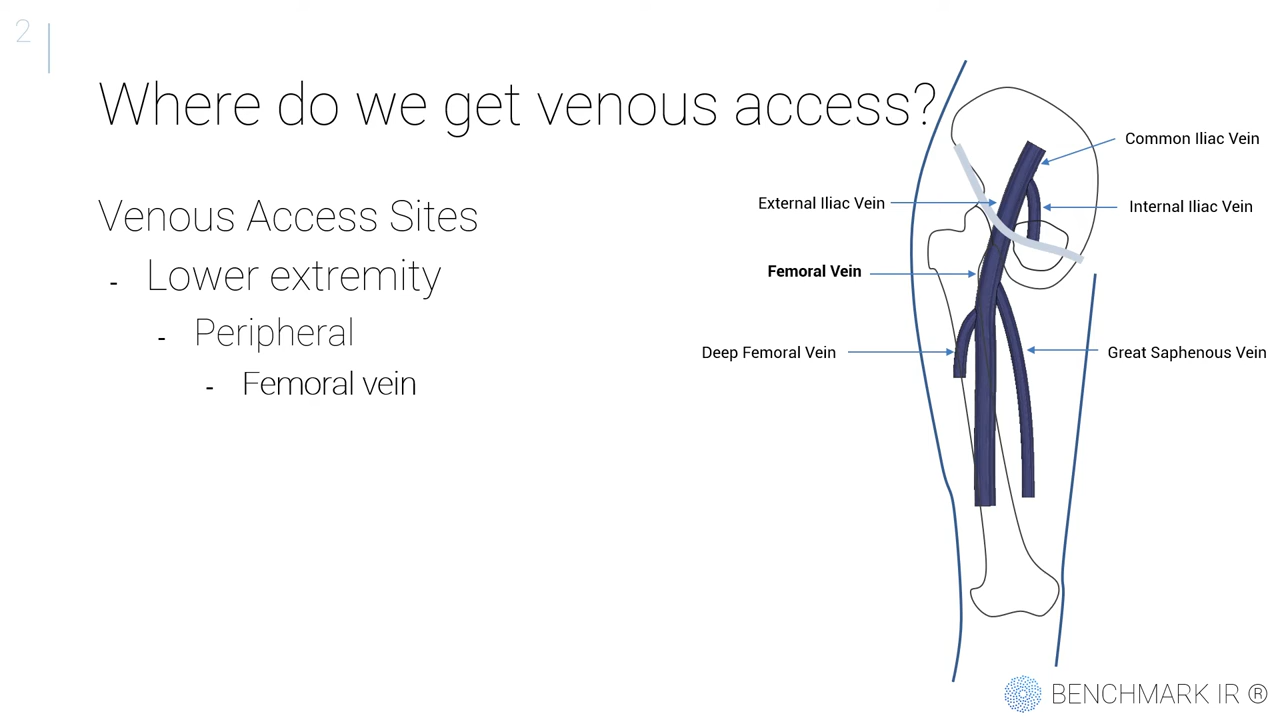 2
Where do we get venous access?
Venous Access Sites
- Lower extremity
- Peripheral
- Femoral vein
Common Iliac Vein
External Iliac Vein
Internal Iliac Vein
Femoral Vein
Deep Femoral Vein
Great Saphenous Vein
BENCHMARK IR ®